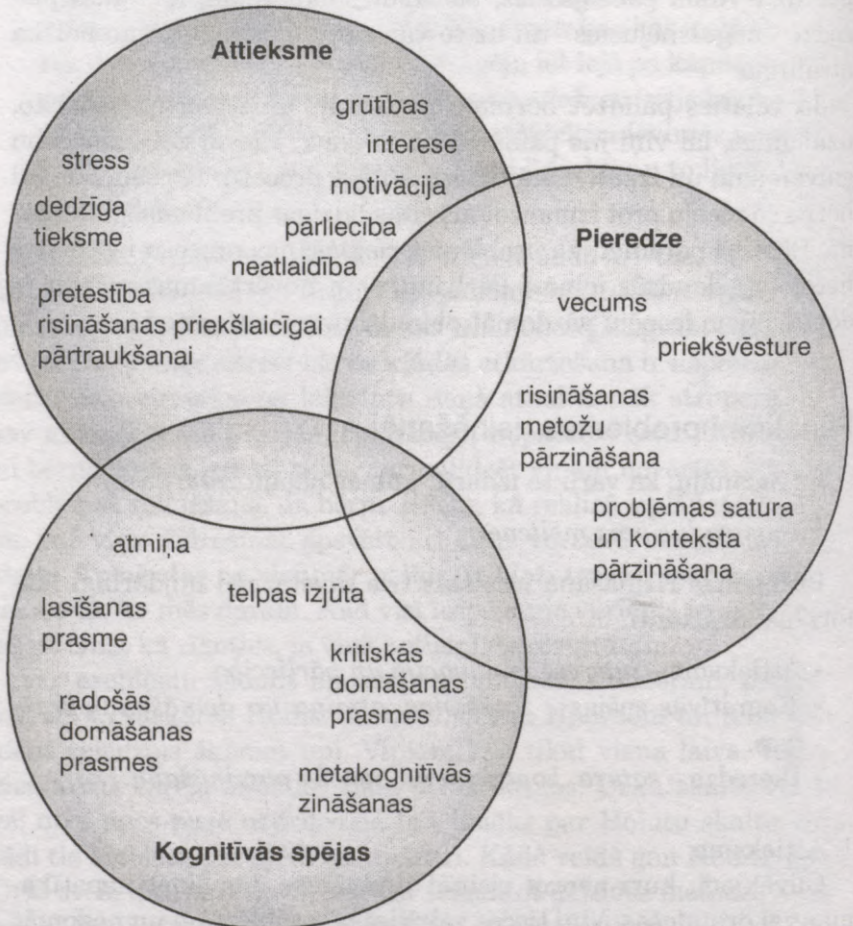 Attieksme
grūtības
interese
motivācija
stress
dedzīga
tieksme
pārliecība
neatlaidība
pretestība
risināšanas priekšlaicīgai
pārtraukšanai
Pieredze
vecums
priekšvēsture
risināšanas
metožu
pārzināšana
problēmas satura
un konteksta
pārzināšana
atmiņa
telpas izjūta
lasīšanas
prasme
kritiskās
domāšanas
prasmes
radošās
domāšanas
prasmes
metakognitīvās
zināšanas
Kognitīvās spējas